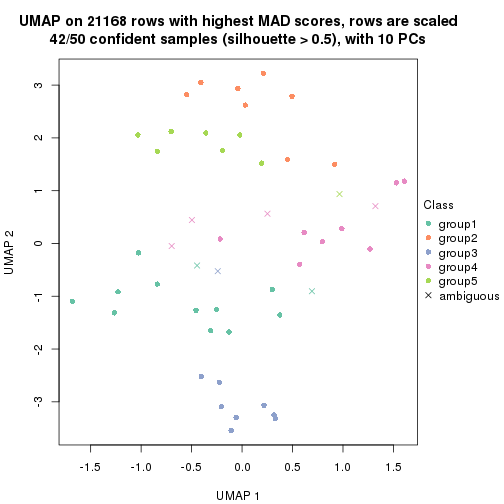 UMAP on 21168 rows with highest MAD scores, rows are scaled
42/50 confident samples (silhouette > 0.5), with 10 PCs
3
2
1
0
-1
-2
-3
UMAP 2
-1.5
-1.0
-0.5
0.0
0.5
1.0
1.5
UMAP 1
Class
group1
group2
group3
group4
group5
ambiguous